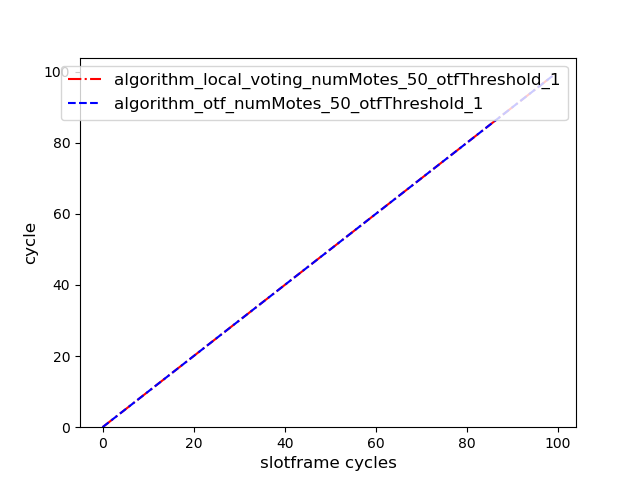 100
algorithm_local_voting_numMotes_50_otfThreshold_1
algorithm_otf_numMotes_50_otfThreshold_1
80
60
cycle
40
20
0
0 20 40 60 80 100
slotframe cycles